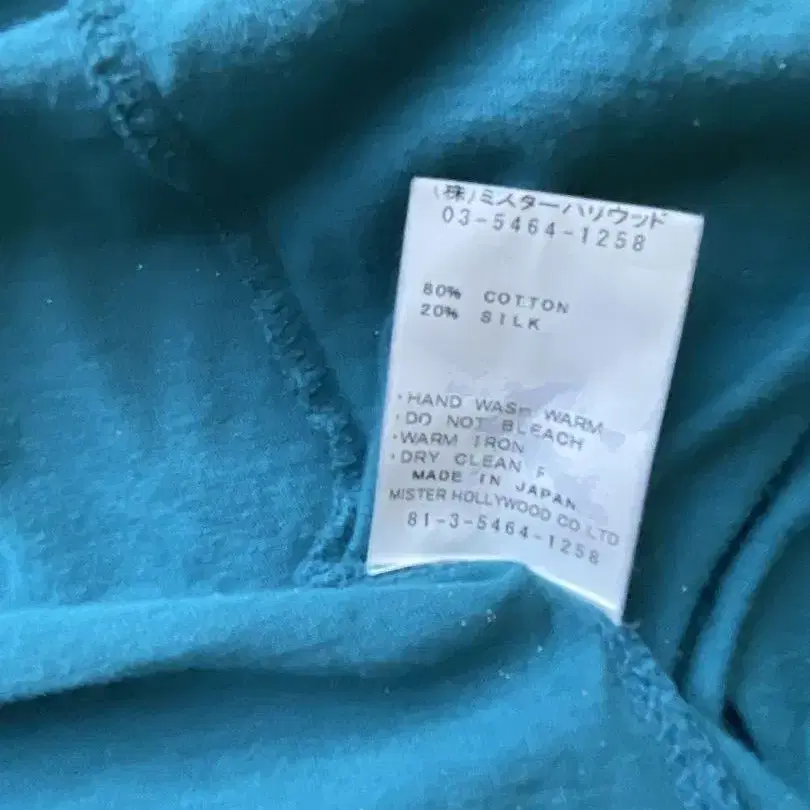 (株)ミスターハリウッド
03-5464-1258
80% COTTON
20% SILK
・HAND WASH WARM
・DO NOT BLEACH
・WARM IRON
・DRY CLEAN F
MADE IN JAPAN
MISTER HOLLYWOOD CO LTD
81-3-5464-1258